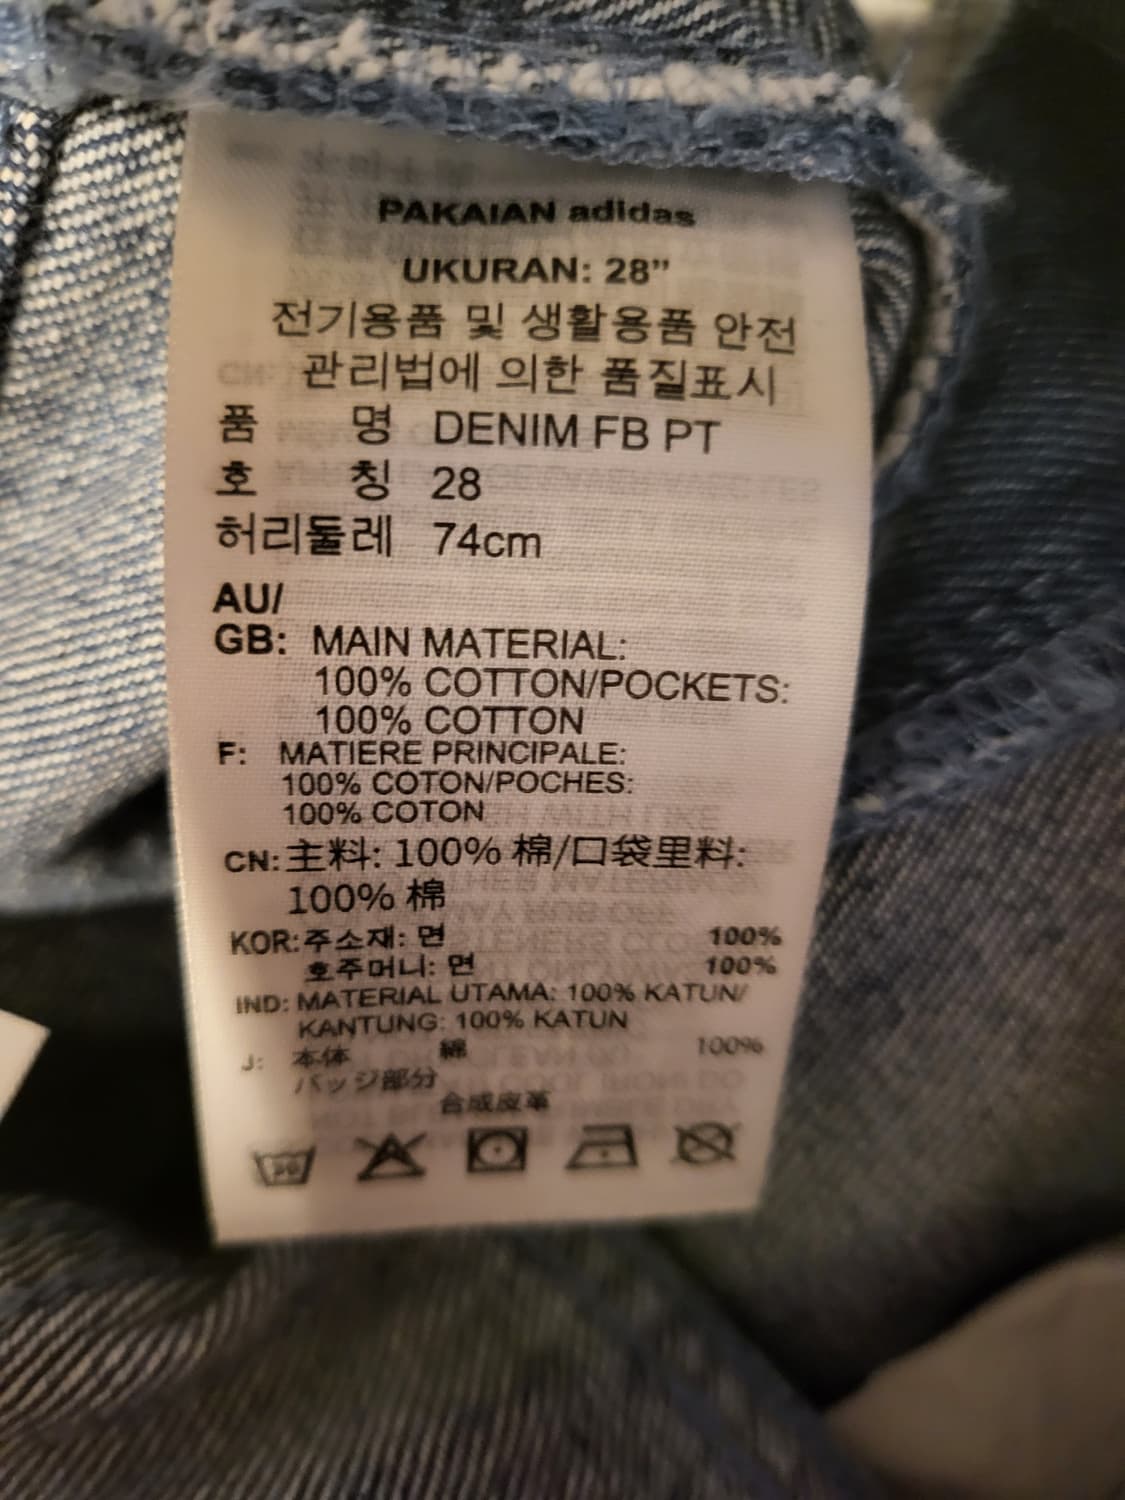 PAKAIAN adidas
UKURAN: 28"
전기용품 및 생활용품 안전
관리법에 의한 품질표시
품 명 DENIM FB PT
호 칭 28
허리둘레 74cm
AU/
GB: MAIN MATERIAL:
100% COTTON/POCKETS:
100% COTTON
F: MATIERE PRINCIPALE:
100% COTON/POCHES:
100% COTON
CN: 主料: 100% 棉/口袋里料:
100% 棉
KOR: 주소재: 면 100%
호주머니: 면 100%
IND: MATERIAL UTAMA: 100% KATUN/
KANTUNG: 100% KATUN
J: 本体 綿 100%
パッジ部分
合成皮革